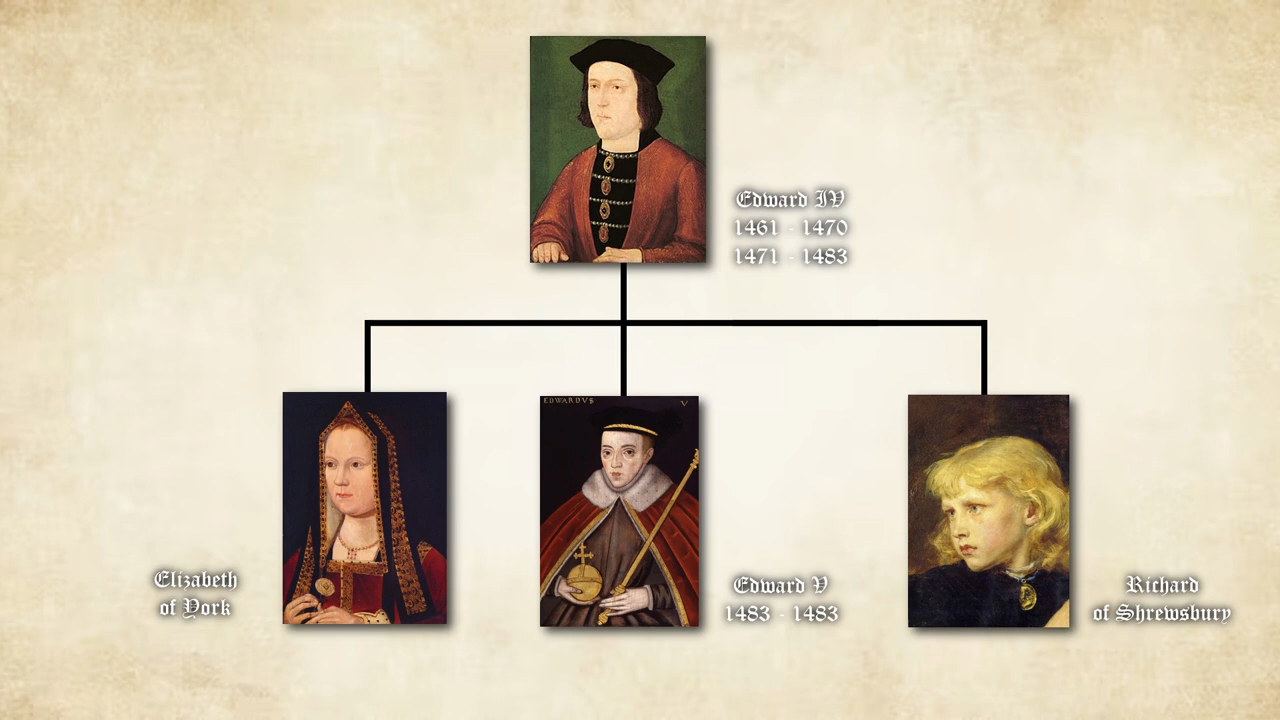 Edward IV
1461 - 1470
1471 - 1483
EDWARDVS V
Elizabeth
of York
Edward V
1483 - 1483
Richard
of Shrewsbury